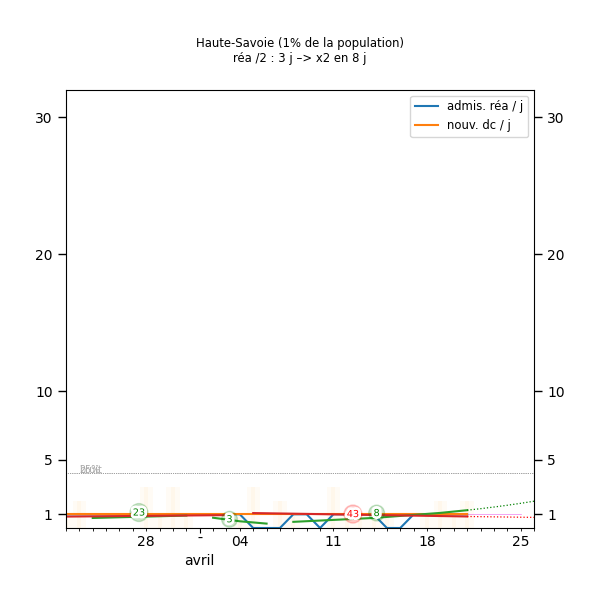 Haute-Savoie (1% de la population)
réa /2 : 3 j –> x2 en 8 j
admis. réa / j
nouv. dc / j
30 30
20 20
10 10
5 5
23 3 43 8
1 1
28 - 04 11 18 25
avril